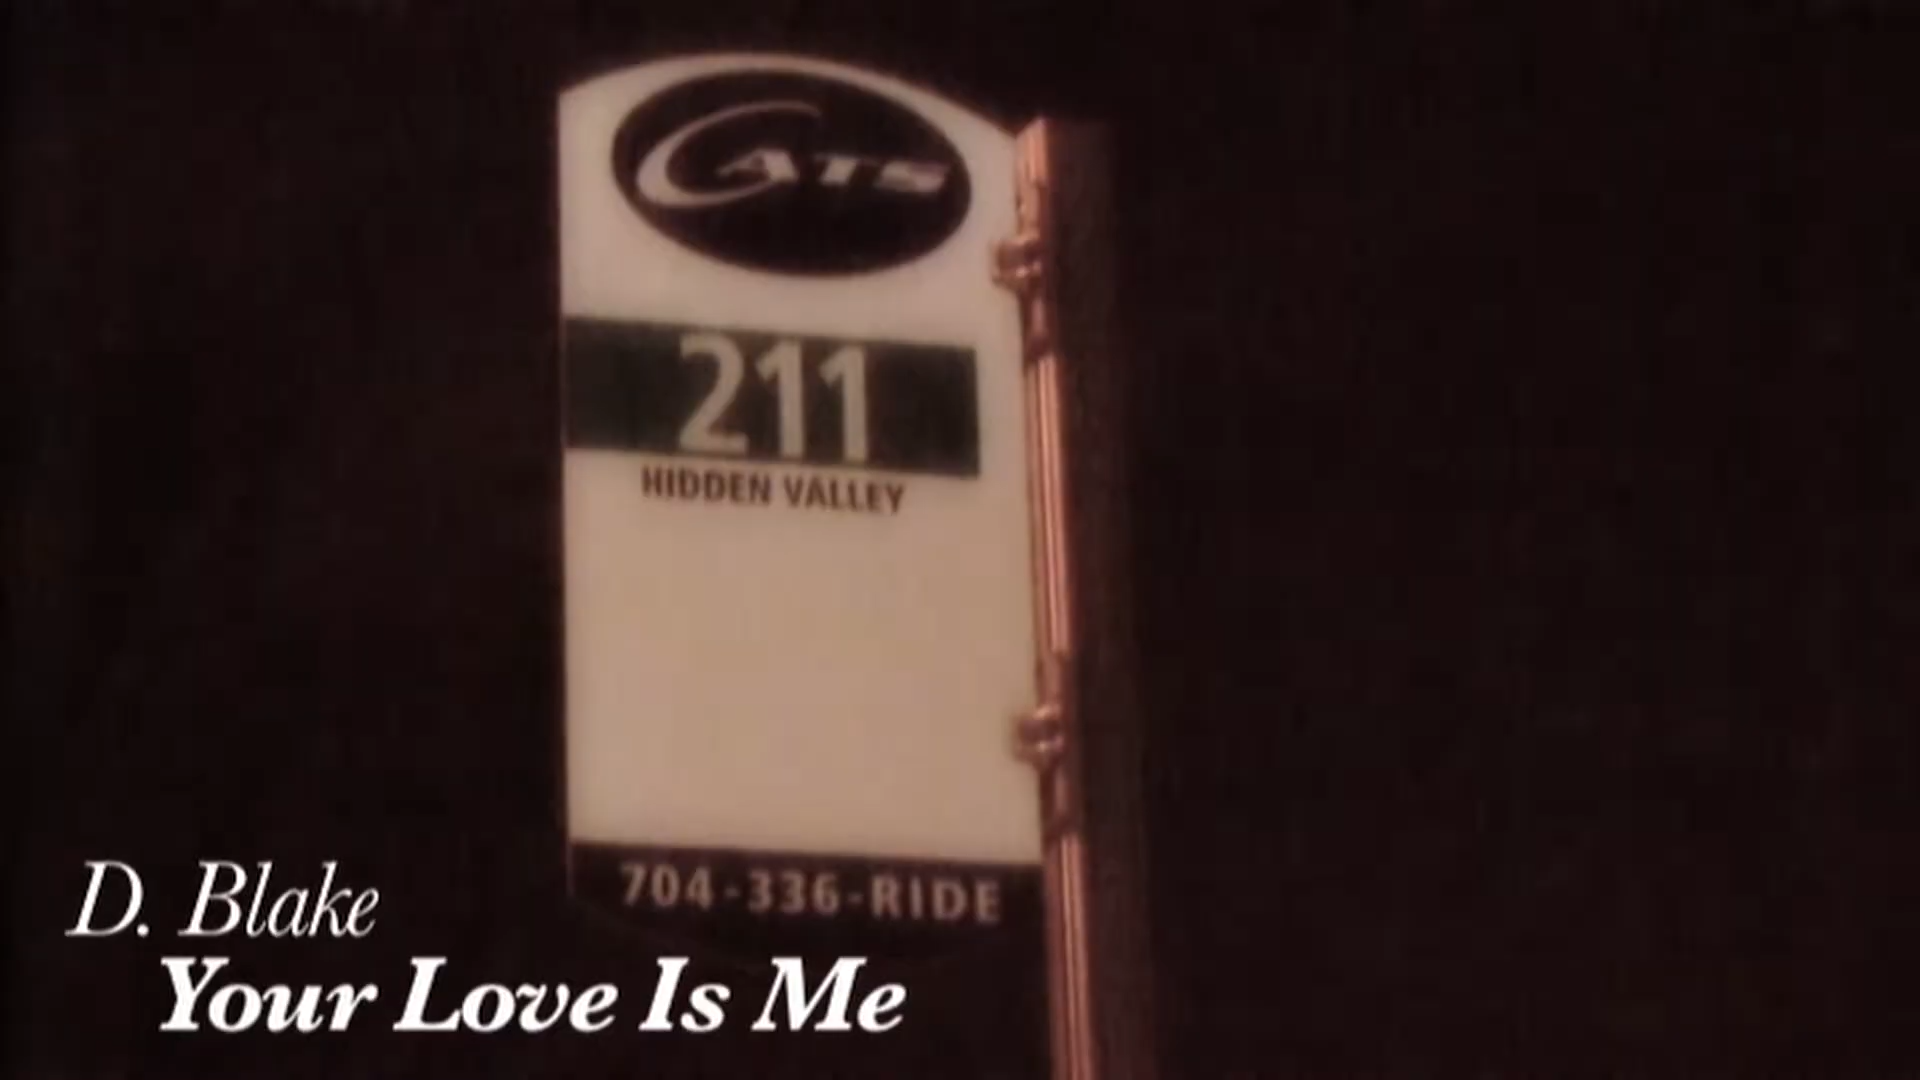 CATS
211
HIDDEN VALLEY
704-336-RIDE
D. Blake
Your Love Is Me